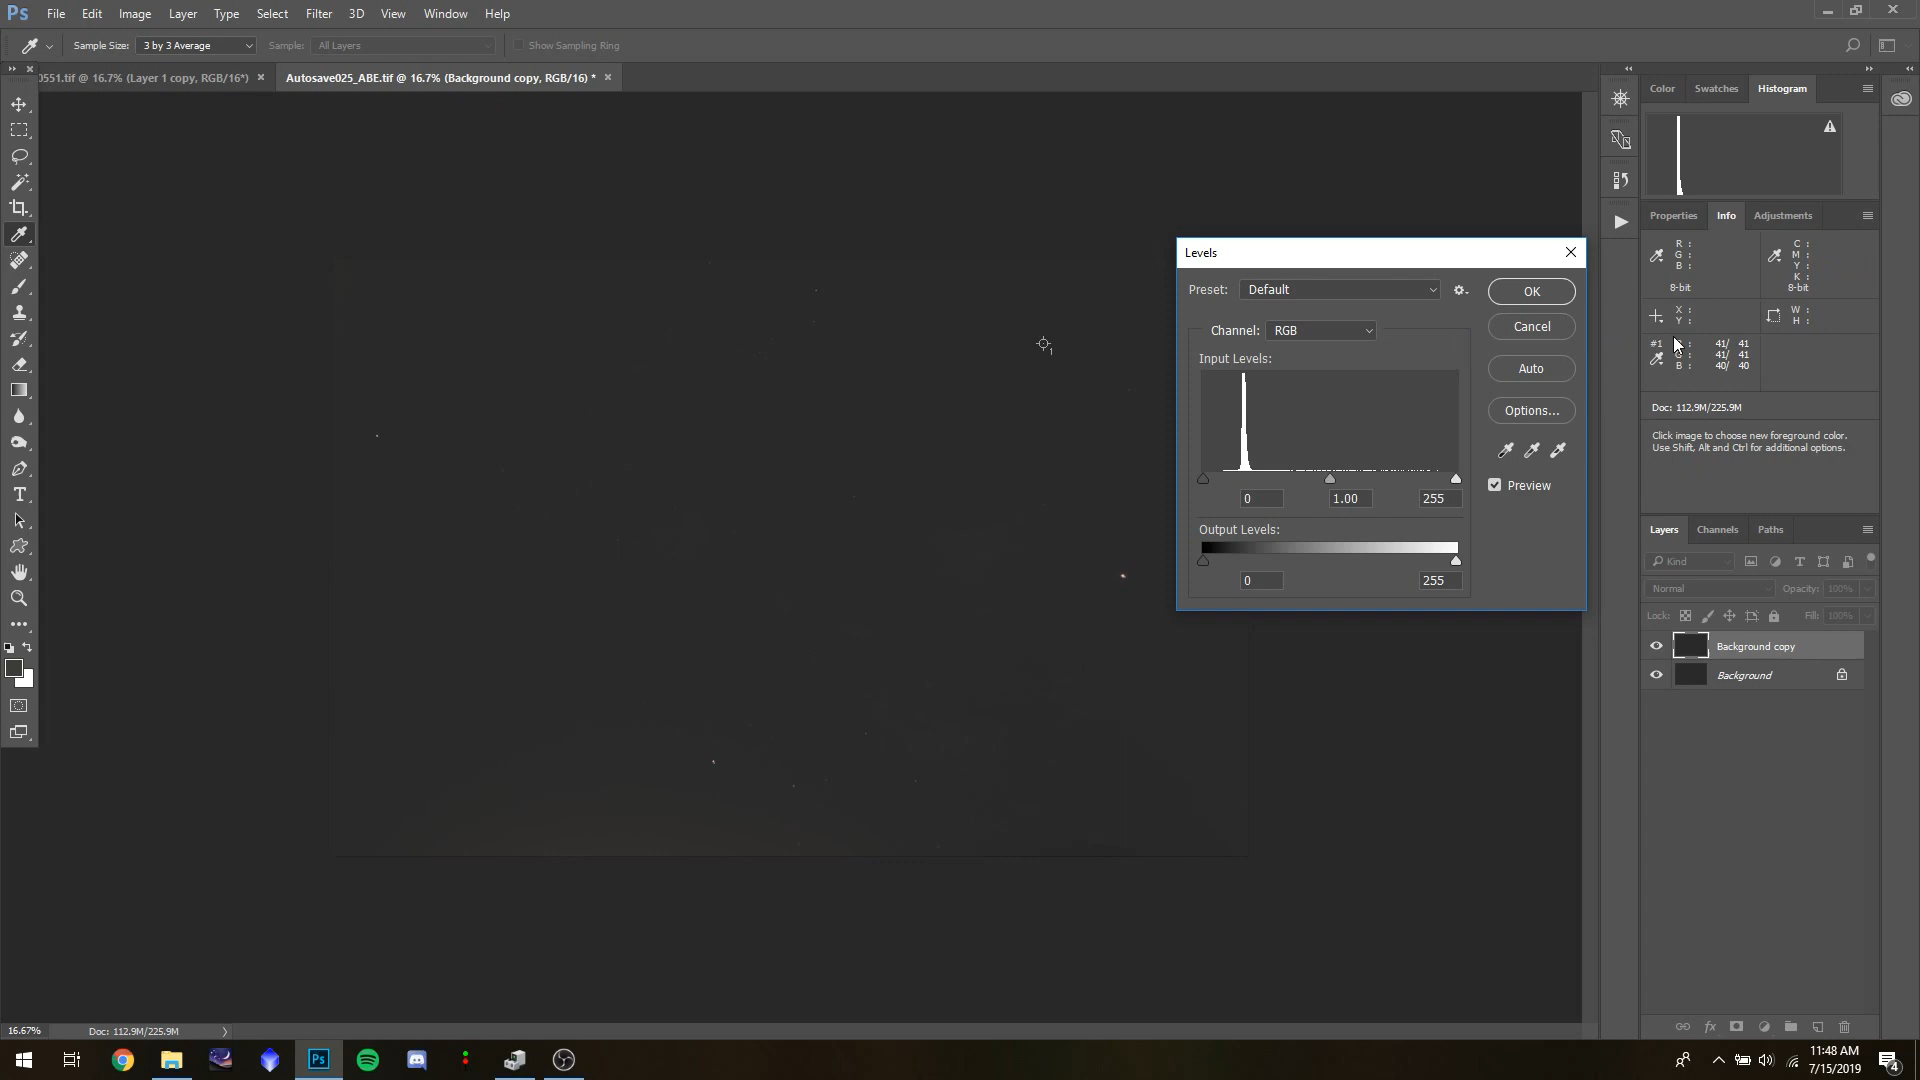 Ps File Edit Image Layer Type Select Filter 3D View Window Help
Sample Size: 3 by 3 Average Sample: All Layers Show Sampling Ring
0551.tif @ 16.7% (Layer 1 copy, RGB/16*) × Autosave025_ABE.tif @ 16.7% (Background copy, RGB/16) * ×
Color Swatches Histogram
Properties Info Adjustments
R : C :
G : M :
B : Y :
K :
8-bit 8-bit
X : W :
Y : H :
#1 : 41/ 41
: 41/ 41
B : 40/ 40
Doc: 112.9M/225.9M
Click image to choose new foreground color.
Use Shift, Alt and Ctrl for additional options.
Levels
Preset: Default OK
Channel: RGB Cancel
Input Levels:
Auto
Options...
Preview
0 1.00 255
Output Levels:
0 255
1
Layers Channels Paths
Kind
Normal Opacity: 100%
Lock: Fill: 100%
Background copy
Background
fx
16.67% Doc: 112.9M/225.9M
Ps
11:48 AM
7/15/2019
4